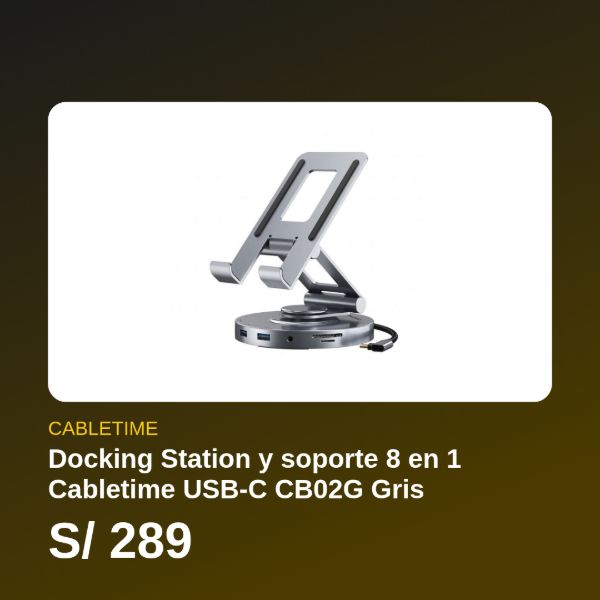 CABLETIME
Docking Station y soporte 8 en 1
Cabletime USB-C CB02G Gris
S/ 289